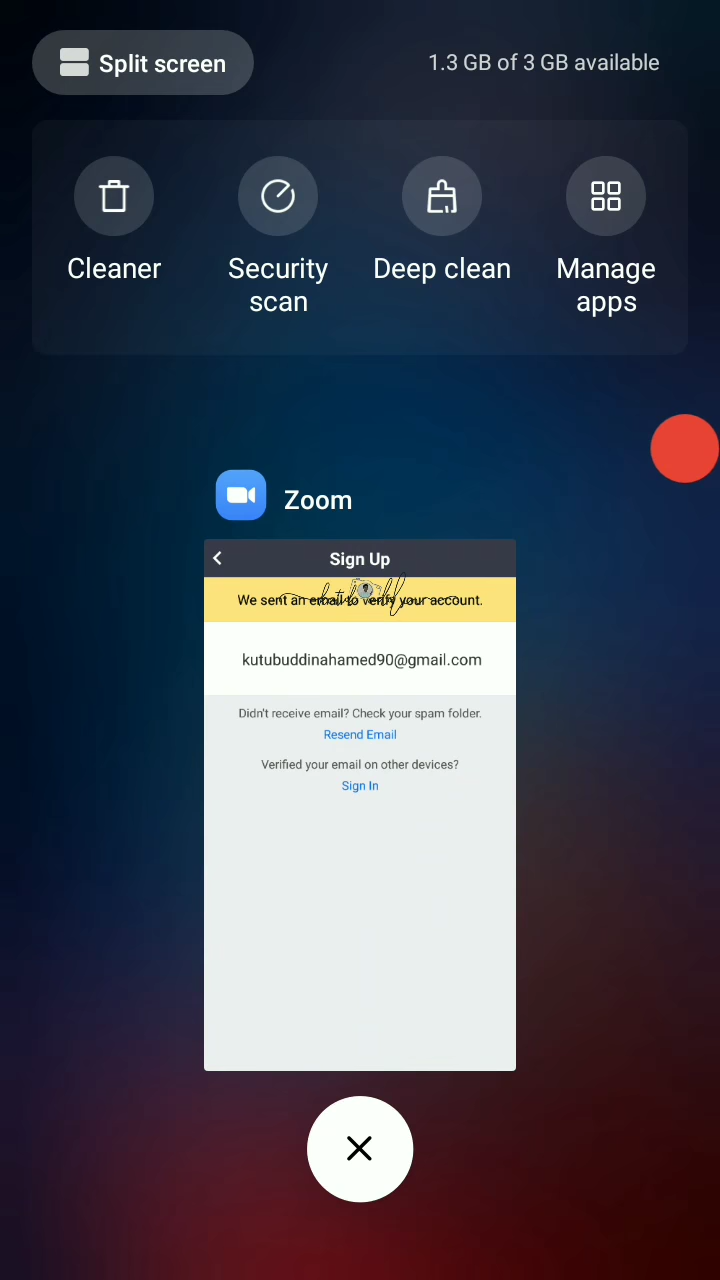 Split screen
1.3 GB of 3 GB available
Cleaner
Security
scan
Deep clean
Manage
apps
Zoom
Sign Up
We sent an email to verify your account.
kutubuddinahamed90@gmail.com
Didn't receive email? Check your spam folder.
Resend Email
Verified your email on other devices?
Sign In